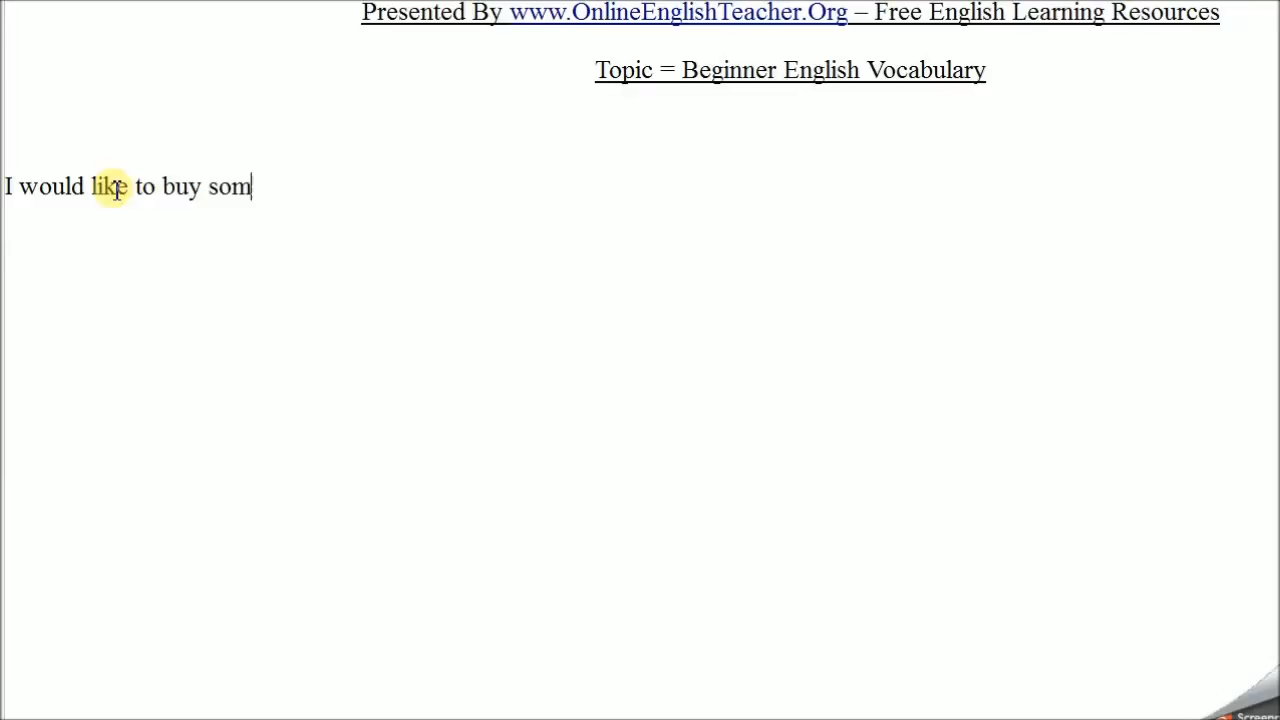 Presented By www.OnlineEnglishTeacher.Org – Free English Learning Resources
Topic = Beginner English Vocabulary
I would like to buy som